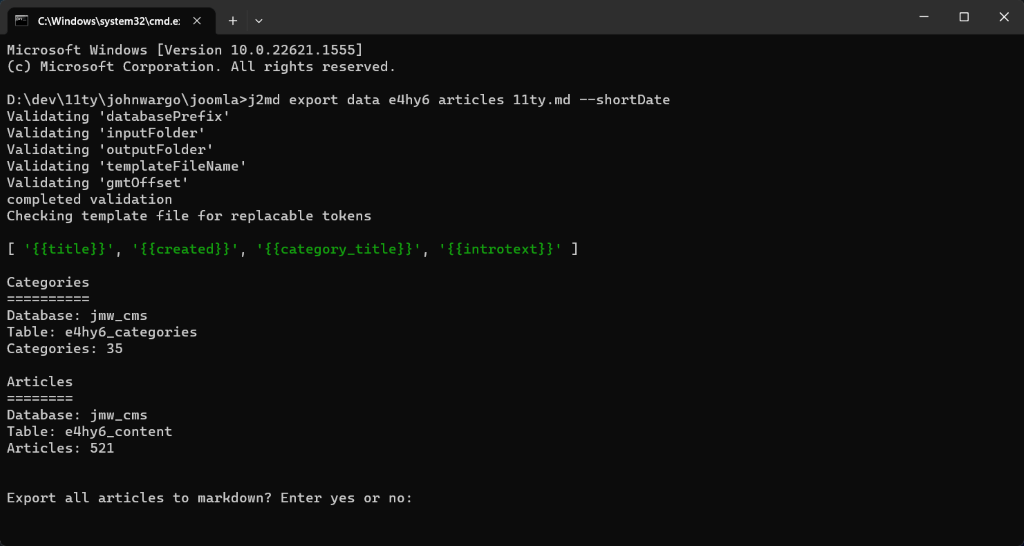 C:\Windows\system32\cmd.e:
Microsoft Windows [Version 10.0.22621.1555]
(c) Microsoft Corporation. All rights reserved.
D:\dev\11ty\johnwargo\joomla>j2md export data e4hy6 articles 11ty.md --shortDate
Validating 'databasePrefix'
Validating 'inputFolder'
Validating 'outputFolder'
Validating 'templateFileName'
Validating 'gmtOffset'
completed validation
Checking template file for replacable tokens
[ '{{title}}', '{{created}}', '{{category_title}}', '{{introtext}}' ]
Categories
==========
Database: jmw_cms
Table: e4hy6_categories
Categories: 35
Articles
========
Database: jmw_cms
Table: e4hy6_content
Articles: 521
Export all articles to markdown? Enter yes or no: